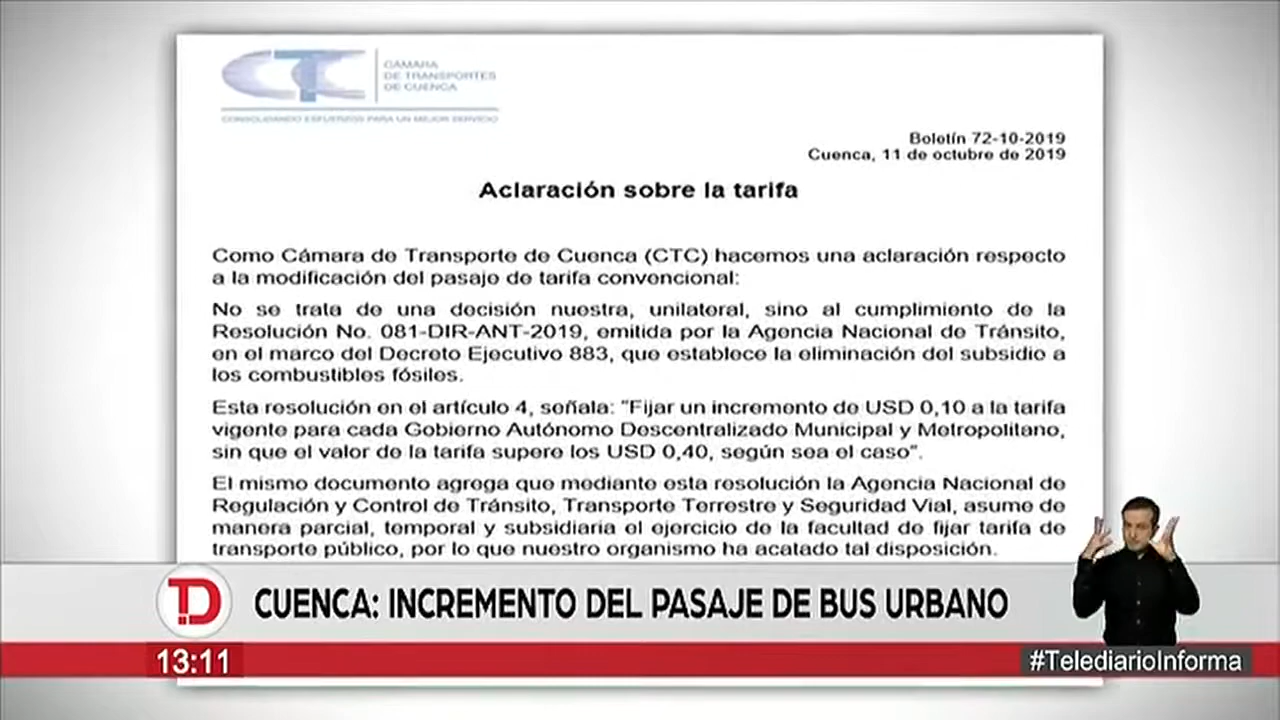 CTC
CÁMARA
DE TRANSPORTES
DE CUENCA
CONSOLIDANDO ESFUERZOS PARA UN MEJOR SERVICIO
Boletín 72-10-2019
Cuenca, 11 de octubre de 2019
Aclaración sobre la tarifa
Como Cámara de Transporte de Cuenca (CTC) hacemos una aclaración respecto
a la modificación del pasaje de tarifa convencional:
No se trata de una decisión nuestra, unilateral, sino al cumplimiento de la
Resolución No. 081-DIR-ANT-2019, emitida por la Agencia Nacional de Tránsito,
en el marco del Decreto Ejecutivo 883, que establece la eliminación del subsidio a
los combustibles fósiles.
Esta resolución en el artículo 4, señala: "Fijar un incremento de USD 0,10 a la tarifa
vigente para cada Gobierno Autónomo Descentralizado Municipal y Metropolitano,
sin que el valor de la tarifa supere los USD 0,40, según sea el caso".
El mismo documento agrega que mediante esta resolución la Agencia Nacional de
Regulación y Control de Tránsito, Transporte Terrestre y Seguridad Vial, asume de
manera parcial, temporal y subsidiaria el ejercicio de la facultad de fijar tarifa de
transporte público, por lo que nuestro organismo ha acatado tal disposición.
TD
CUENCA: INCREMENTO DEL PASAJE DE BUS URBANO
13:11
#TelediarioInforma